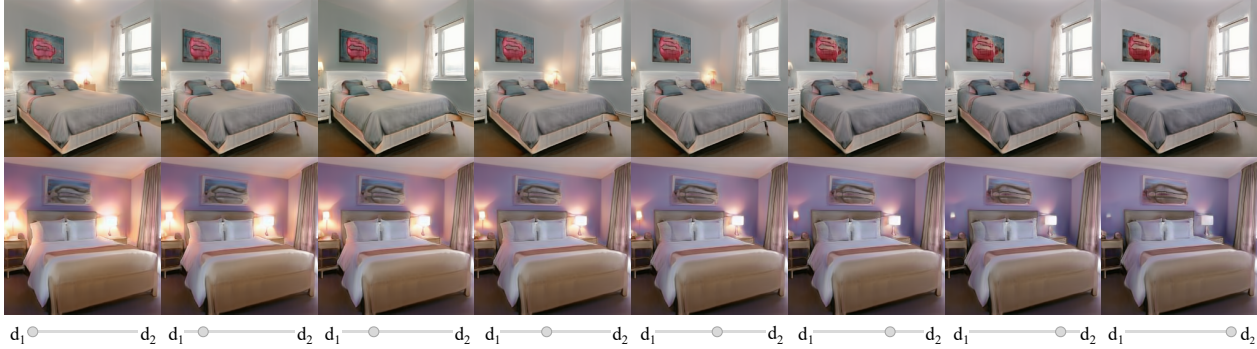 d₁ d₂ d₁ d₂ d₁ d₂ d₁ d₂ d₁ d₂ d₁ d₂ d₁ d₂ d₁ d₂